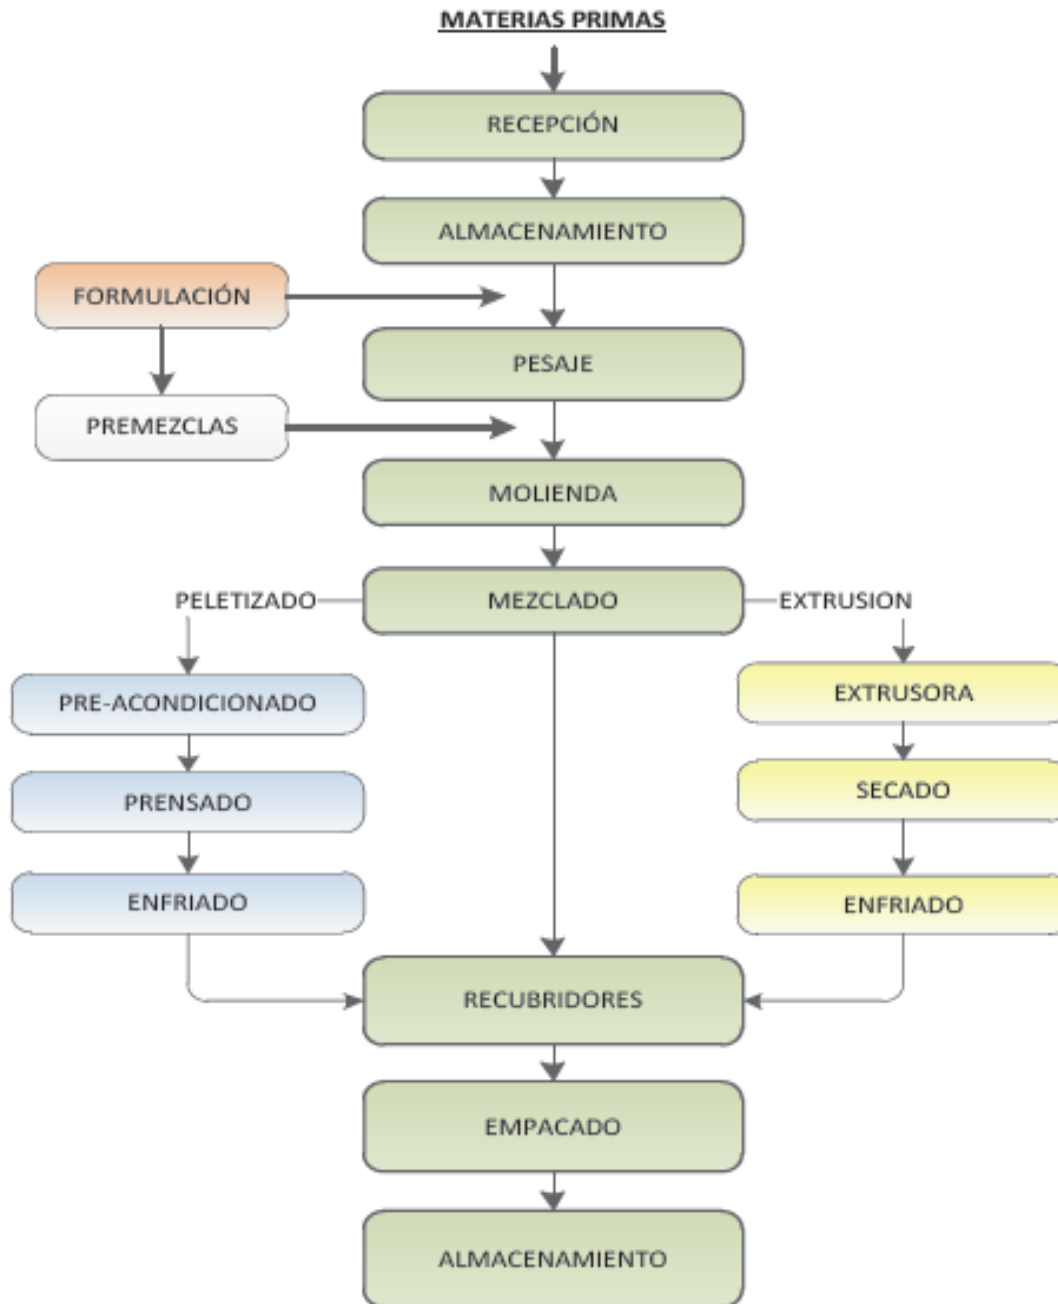 MATERIAS PRIMAS
RECEPCIÓN
ALMACENAMIENTO
FORMULACIÓN
PESAJE
PREMEZCLAS
MOLIENDA
PELETIZADO
MEZCLADO
EXTRUSION
PRE-ACONDICIONADO
EXTRUSORA
PRENSADO
SECADO
ENFRIADO
ENFRIADO
RECUBRIDORES
EMPACADO
ALMACENAMIENTO